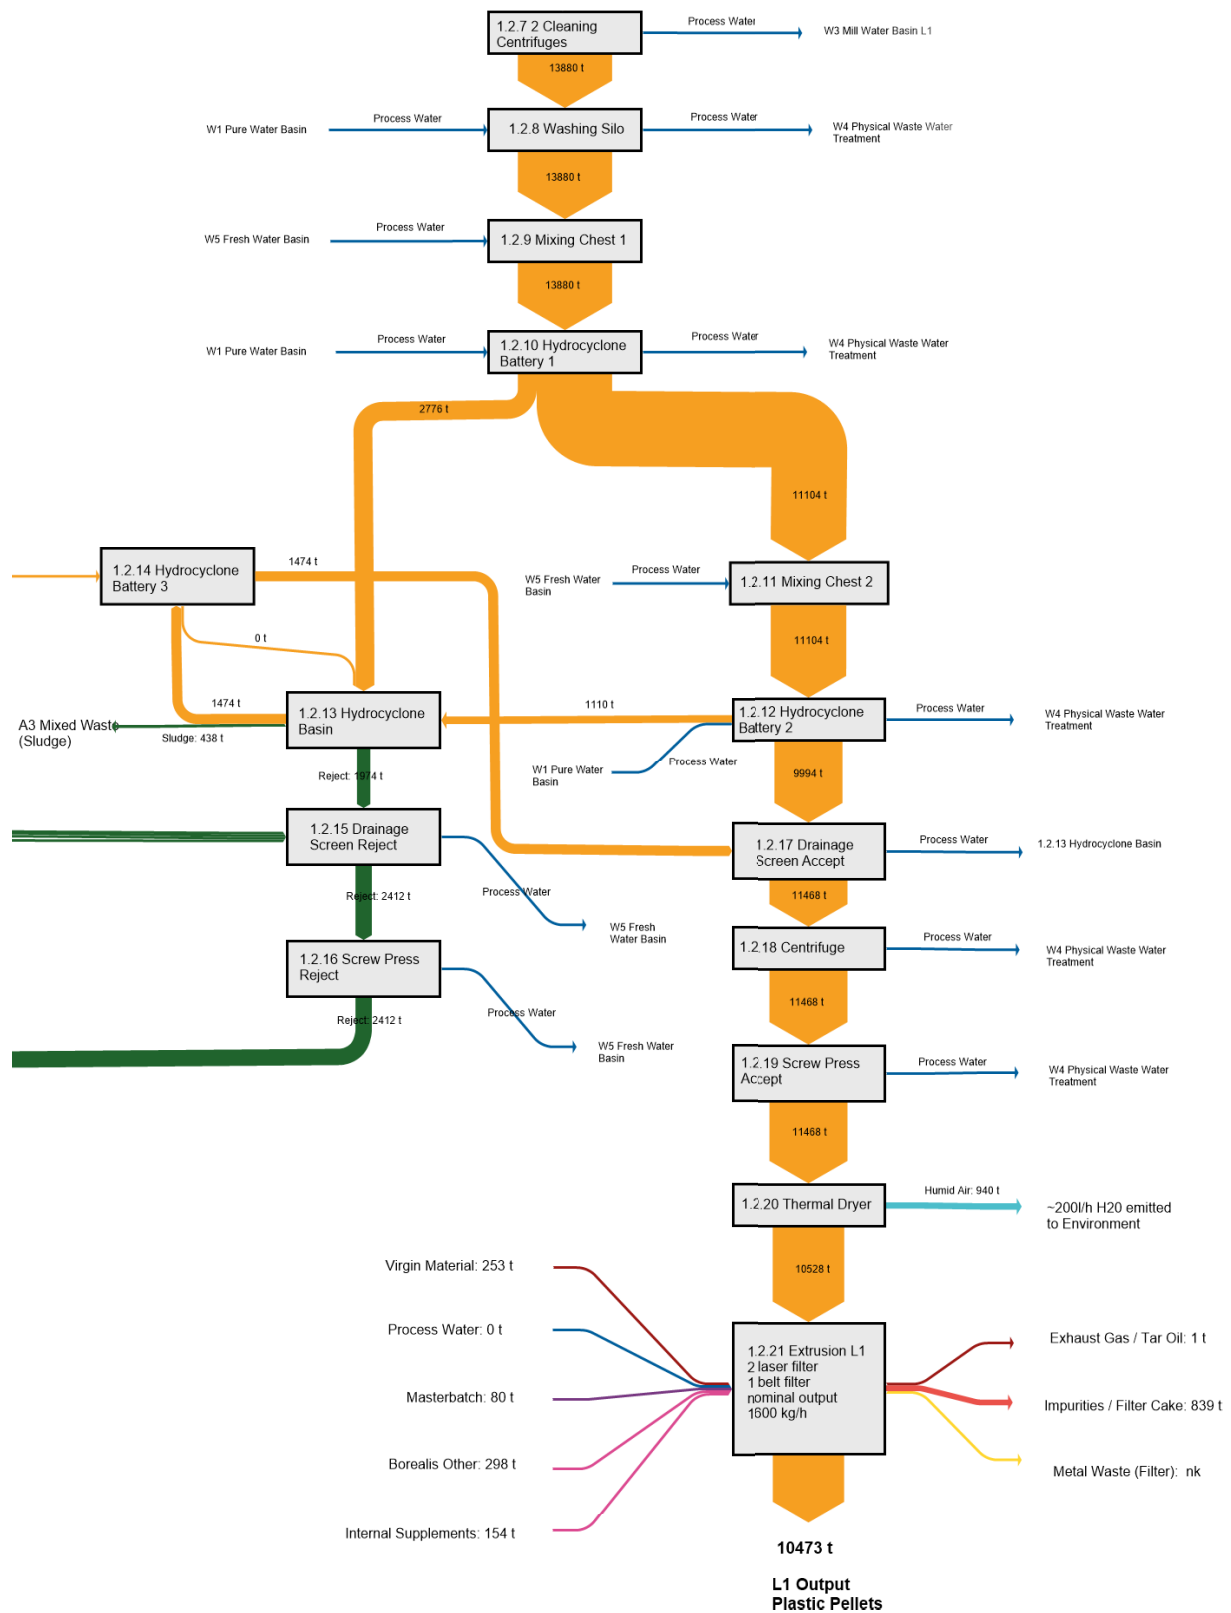 1.2.7 2 Cleaning
Centrifuges
Process Water
W3 Mill Water Basin L1
13880 t
W1 Pure Water Basin
Process Water
1.2.8 Washing Silo
Process Water
W4 Physical Waste Water
Treatment
13880 t
W5 Fresh Water Basin
Process Water
1.2.9 Mixing Chest 1
13880 t
W1 Pure Water Basin
Process Water
1.2.10 Hydrocyclone
Battery 1
Process Water
W4 Physical Waste Water
Treatment
2776 t
11104 t
1.2.14 Hydrocyclone
Battery 3
1474 t
W5 Fresh Water
Basin
Process Water
1.2.11 Mixing Chest 2
0 t
11104 t
1474 t
A3 Mixed Waste
(Sludge)
Sludge: 438 t
1.2.13 Hydrocyclone
Basin
1110 t
1.2.12 Hydrocyclone
Battery 2
Process Water
W4 Physical Waste Water
Treatment
W1 Pure Water
Basin
Process Water
Reject: 1974 t
9994 t
1.2.15 Drainage
Screen Reject
1.2.17 Drainage
Screen Accept
Process Water
1.2.13 Hydrocyclone Basin
Reject: 2412 t
Process Water
11468 t
W5 Fresh
Water Basin
1.2.18 Centrifuge
Process Water
W4 Physical Waste Water
Treatment
1.2.16 Screw Press
Reject
Reject: 2412 t
Process Water
11468 t
W5 Fresh Water
Basin
1.2.19 Screw Press
Accept
Process Water
W4 Physical Waste Water
Treatment
11468 t
1.2.20 Thermal Dryer
Humid Air: 940 t
~200l/h H20 emitted
to Environment
10528 t
Virgin Material: 253 t
Process Water: 0 t
Masterbatch: 80 t
Borealis Other: 298 t
Internal Supplements: 154 t
1.2.21 Extrusion L1
2 laser filter
1 belt filter
nominal output
1600 kg/h
Exhaust Gas / Tar Oil: 1 t
Impurities / Filter Cake: 839 t
Metal Waste (Filter): nk
10473 t
L1 Output
Plastic Pellets